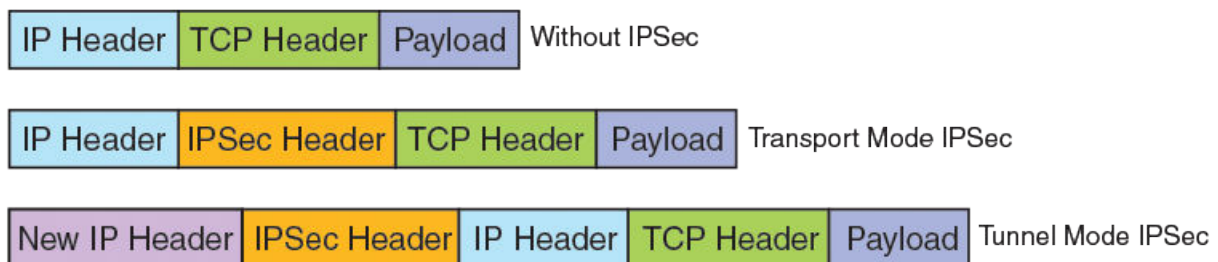 IP Header TCP Header Payload Without IPSec
IP Header IPSec Header TCP Header Payload Transport Mode IPSec
New IP Header IPSec Header IP Header TCP Header Payload Tunnel Mode IPSec